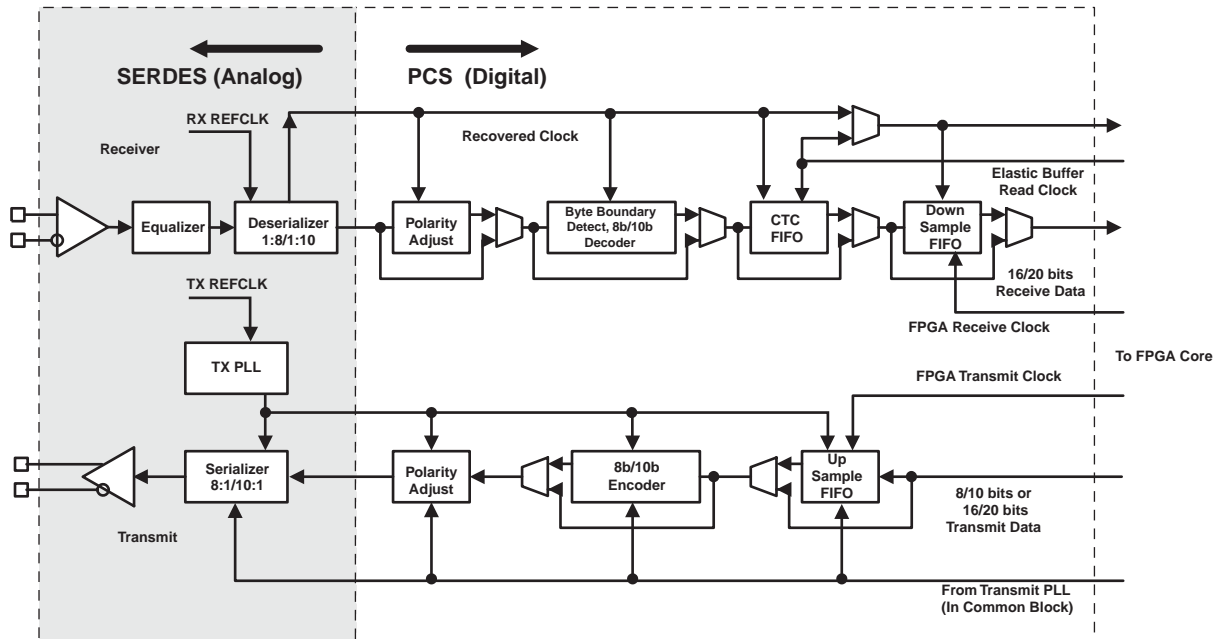 SERDES (Analog)
PCS (Digital)
RX REFCLK
Recovered Clock
Receiver
Elastic Buffer
Read Clock
Equalizer
Deserializer
1:8/1:10
Polarity
Adjust
Byte Boundary
Detect, 8b/10b
Decoder
CTC
FIFO
Down
Sample
FIFO
TX REFCLK
16/20 bits
Receive Data
FPGA Receive Clock
To FPGA Core
TX PLL
FPGA Transmit Clock
Serializer
8:1/10:1
Polarity
Adjust
8b/10b
Encoder
Up
Sample
FIFO
8/10 bits or
16/20 bits
Transmit Data
Transmit
From Transmit PLL
(In Common Block)